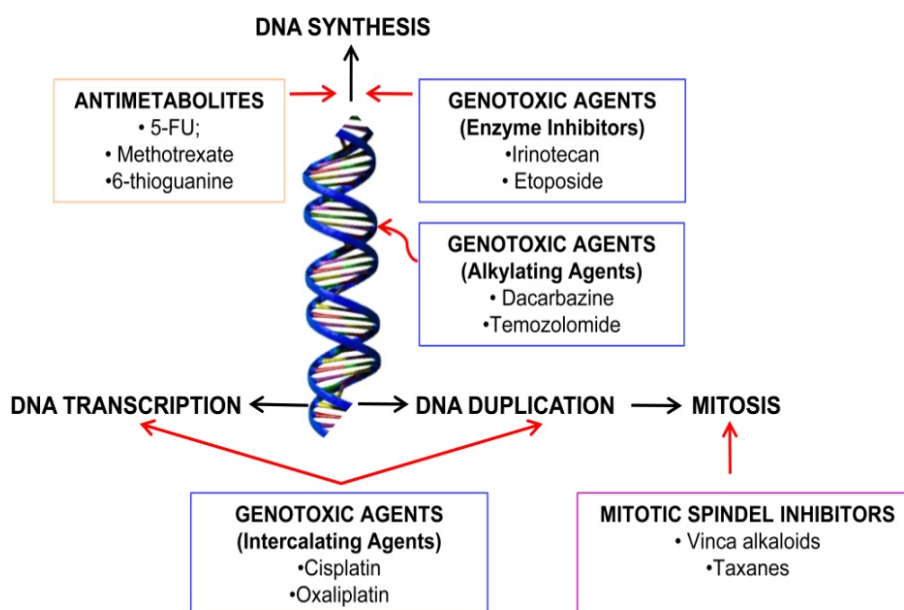 DNA SYNTHESIS
ANTIMETABOLITES
• 5-FU;
• Methotrexate
•6-thioguanine
GENOTOXIC AGENTS
(Enzyme Inhibitors)
•Irinotecan
• Etoposide
GENOTOXIC AGENTS
(Alkylating Agents)
• Dacarbazine
•Temozolomide
DNA TRANSCRIPTION
DNA DUPLICATION
MITOSIS
GENOTOXIC AGENTS
(Intercalating Agents)
•Cisplatin
•Oxaliplatin
MITOTIC SPINDEL INHIBITORS
• Vinca alkaloids
•Taxanes